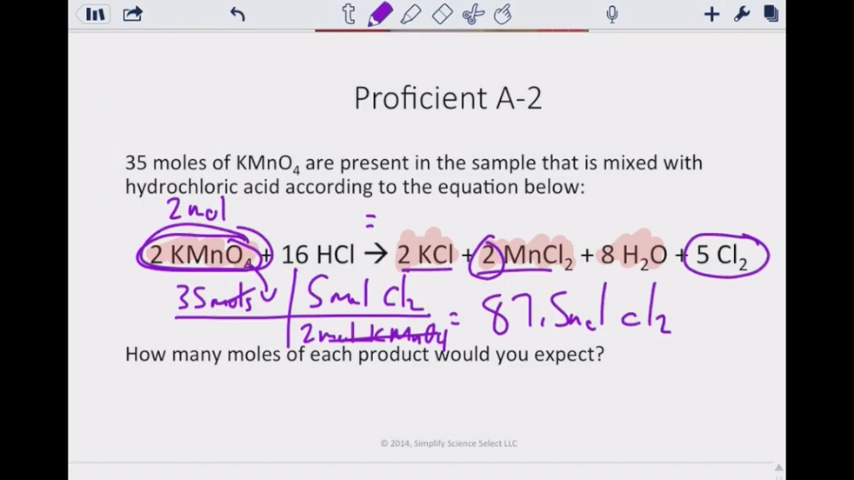 Proficient A-2
35 moles of KMnO₄ are present in the sample that is mixed with
hydrochloric acid according to the equation below:
2 mol =
2 KMnO₄ + 16 HCl → 2 KCl + 2 MnCl₂ + 8 H₂O + 5 Cl₂
35 mols 5 mol Cl₂
2 mol KMnO₄ = 87.5 mol Cl₂
How many moles of each product would you expect?
© 2014, Simplify Science Select LLC